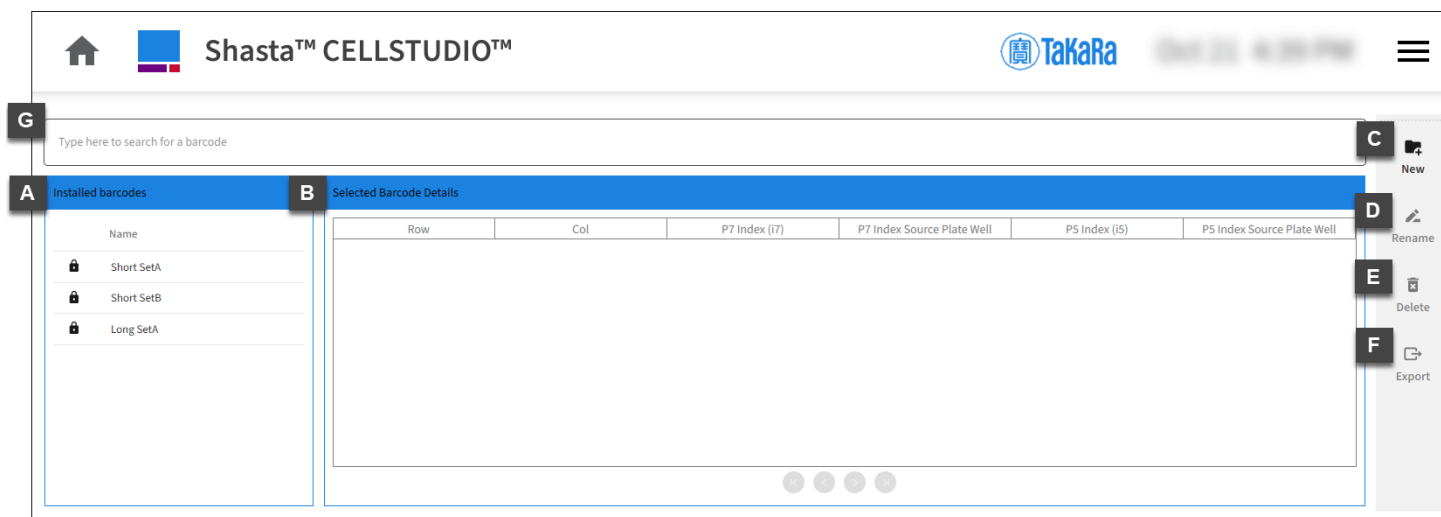 Shasta™ CELLSTUDIO™
寶 TaKaRa
G
Type here to search for a barcode
C
New
A
Installed barcodes
B
Selected Barcode Details
D
Rename
Name
Row Col P7 Index (i7) P7 Index Source Plate Well P5 Index (i5) P5 Index Source Plate Well
Short SetA
E
Delete
Short SetB
Long SetA
F
Export